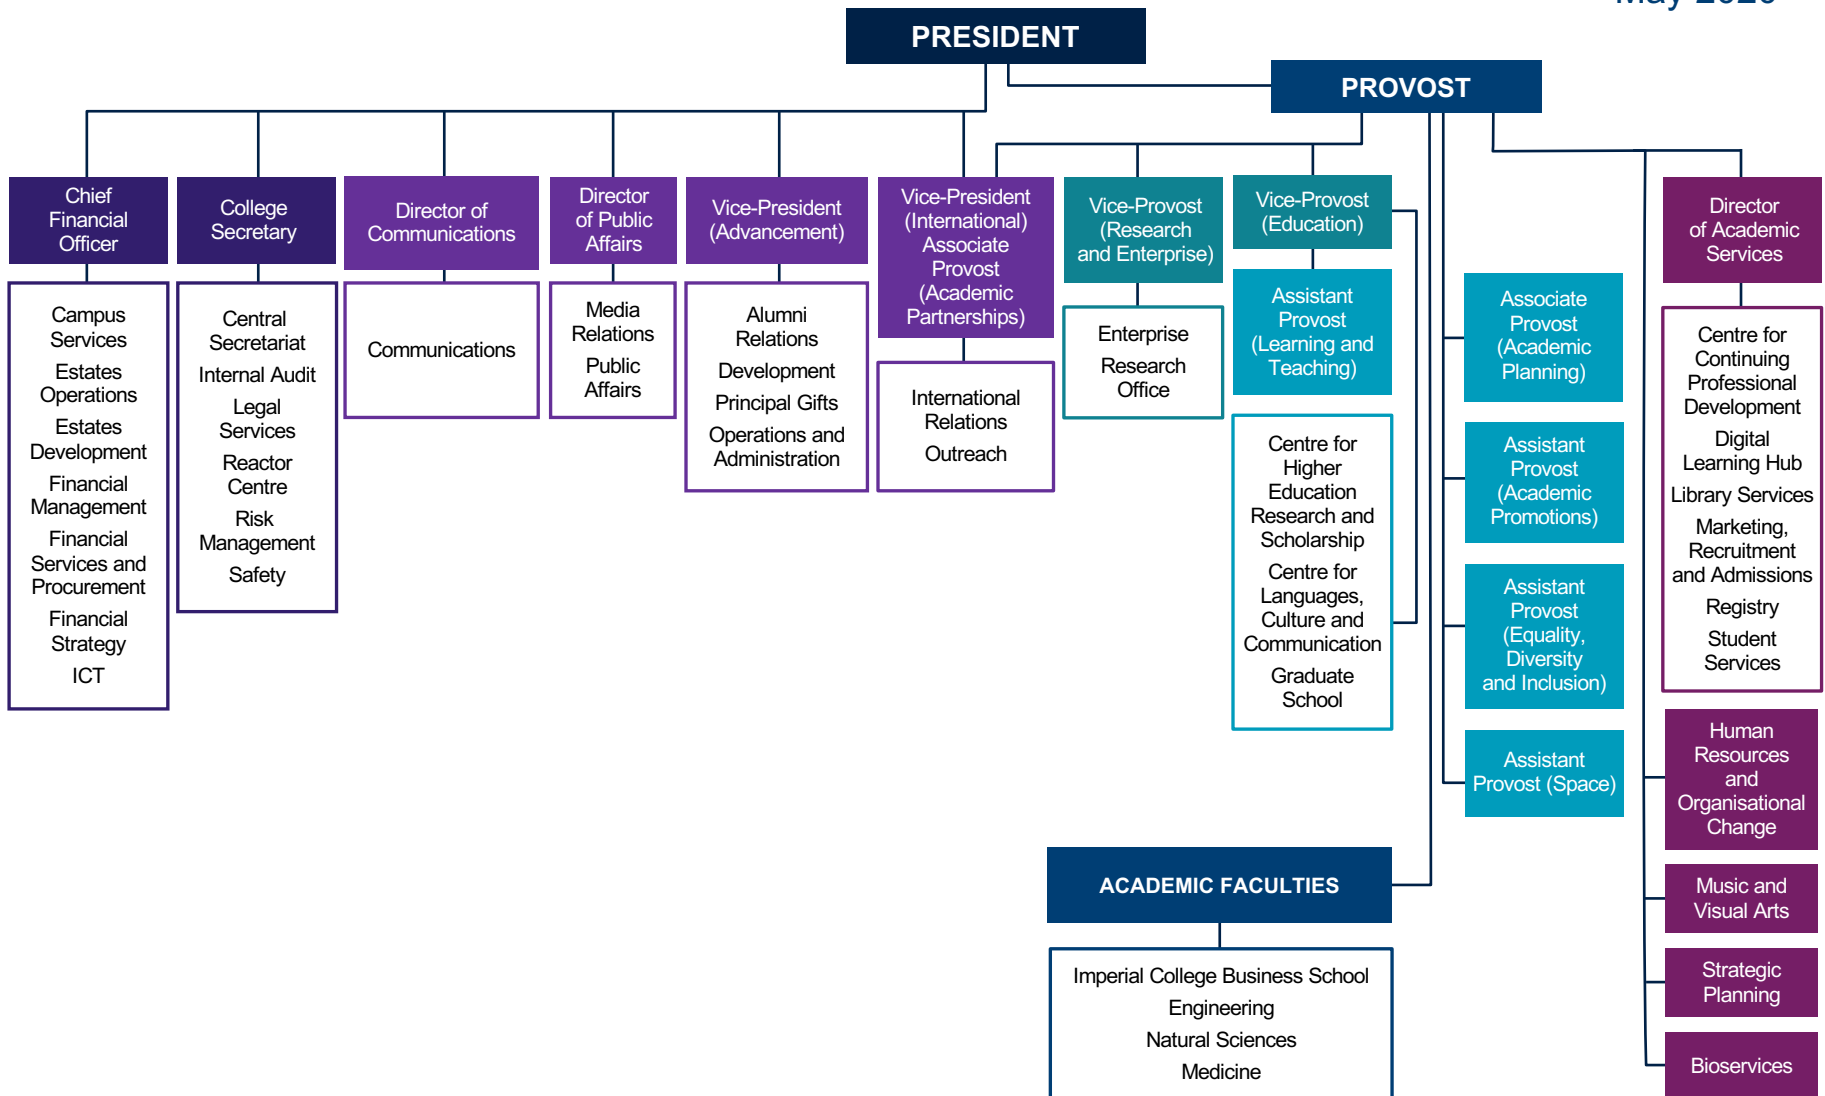 PRESIDENT
PROVOST
Chief
Financial
Officer
College
Secretary
Director of
Communications
Director
of Public
Affairs
Vice-President
(Advancement)
Vice-President
(International)
Associate
Provost
(Academic
Partnerships)
Vice-Provost
(Research
and Enterprise)
Vice-Provost
(Education)
Director
of Academic
Services
Campus
Services
Estates
Operations
Estates
Development
Financial
Management
Financial
Services and
Procurement
Financial
Strategy
ICT
Central
Secretariat
Internal Audit
Legal
Services
Reactor
Centre
Risk
Management
Safety
Communications
Media
Relations
Public
Affairs
Alumni
Relations
Development
Principal Gifts
Operations and
Administration
International
Relations
Outreach
Enterprise
Research
Office
Assistant
Provost
(Learning and
Teaching)
Centre for
Higher
Education
Research and
Scholarship
Centre for
Languages,
Culture and
Communication
Graduate
School
Associate
Provost
(Academic
Planning)
Assistant
Provost
(Academic
Promotions)
Assistant
Provost
(Equality,
Diversity
and Inclusion)
Assistant
Provost (Space)
Centre for
Continuing
Professional
Development
Digital
Learning Hub
Library Services
Marketing,
Recruitment
and Admissions
Registry
Student
Services
Human
Resources
and
Organisational
Change
Music and
Visual Arts
Strategic
Planning
Bioservices
ACADEMIC FACULTIES
Imperial College Business School
Engineering
Natural Sciences
Medicine